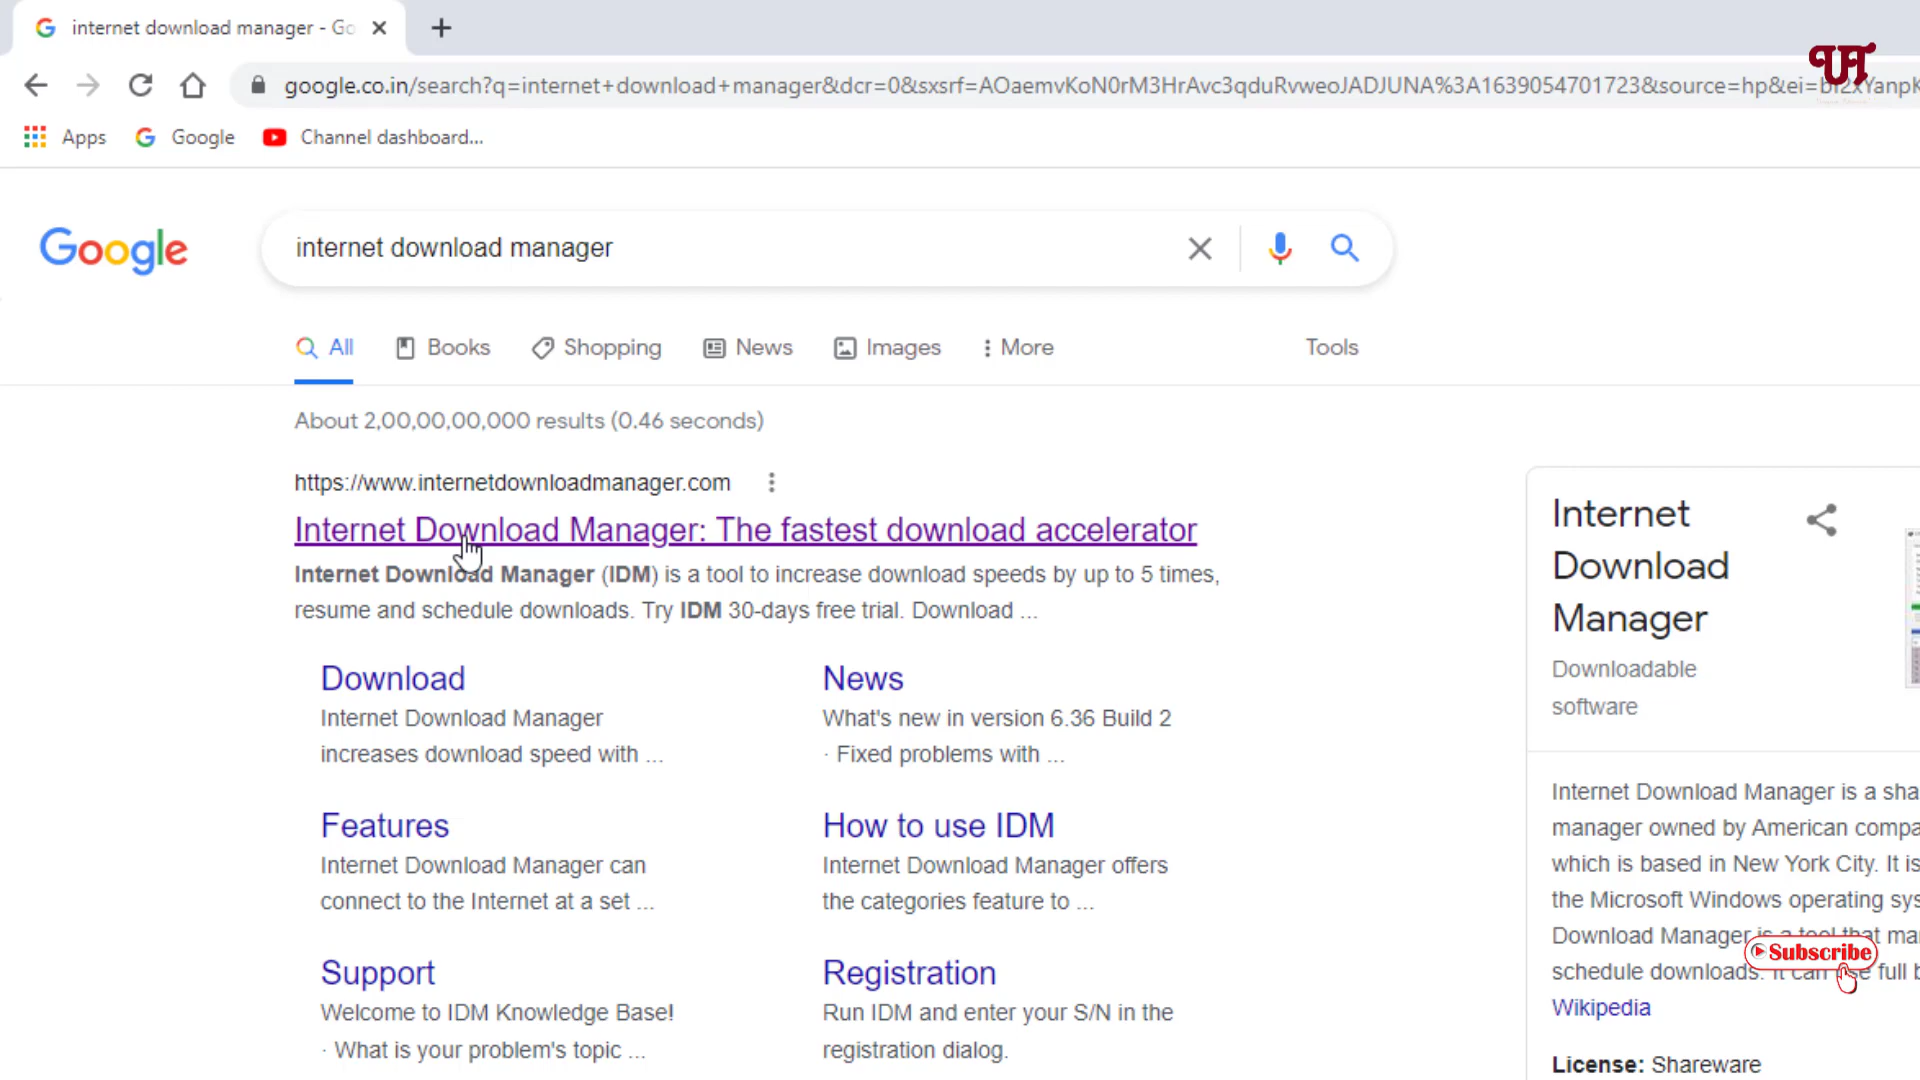 internet download manager - Go
google.co.in/search?q=internet+download+manager&dcr=0&sxsrf=AOaemvKoN0rM3HrAvc3qduRvweoJADJUNA%3A1639054701723&source=hp&ei=
Apps
Google
Channel dashboard...
Google
internet download manager
All
Books
Shopping
News
Images
More
Tools
About 2,00,00,00,000 results (0.46 seconds)
https://www.internetdownloadmanager.com
Internet Download Manager: The fastest download accelerator
Internet Download Manager (IDM) is a tool to increase download speeds by up to 5 times,
resume and schedule downloads. Try IDM 30-days free trial. Download ...
Download
Internet Download Manager
increases download speed with ...
News
What's new in version 6.36 Build 2
· Fixed problems with ...
Features
Internet Download Manager can
connect to the Internet at a set ...
How to use IDM
Internet Download Manager offers
the categories feature to ...
Support
Welcome to IDM Knowledge Base!
· What is your problem's topic ...
Registration
Run IDM and enter your S/N in the
registration dialog.
Internet
Download
Manager
Downloadable
software
Internet Download Manager is a sha
manager owned by American compa
which is based in New York City. It is
the Microsoft Windows operating sys
Download Manager is a tool that ma
schedule downloads. It can use full b
Wikipedia
License: Shareware
Subscribe